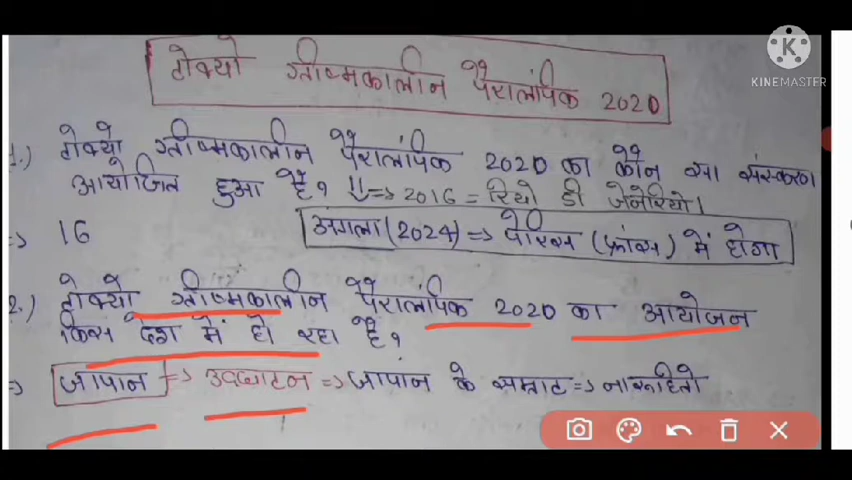 KINEMASTER
टोक्यो ग्रीष्मकालीन पैरालंपिक 2020
1.) टोक्यो ग्रीष्मकालीन पैरालंपिक 2020 का कौन सा संस्करण
आयोजित हुआ है? => 2016 = रियो डी जेनेरियो।
=> 16 अगला (2024) => पेरिस (फ्रांस) में होगा
2.) टोक्यो ग्रीष्मकालीन पैरालंपिक 2020 का आयोजन
किस देश में हो रहा है?
=> जापान => उद्घाटन => जापान के सम्राट => नारुहितो